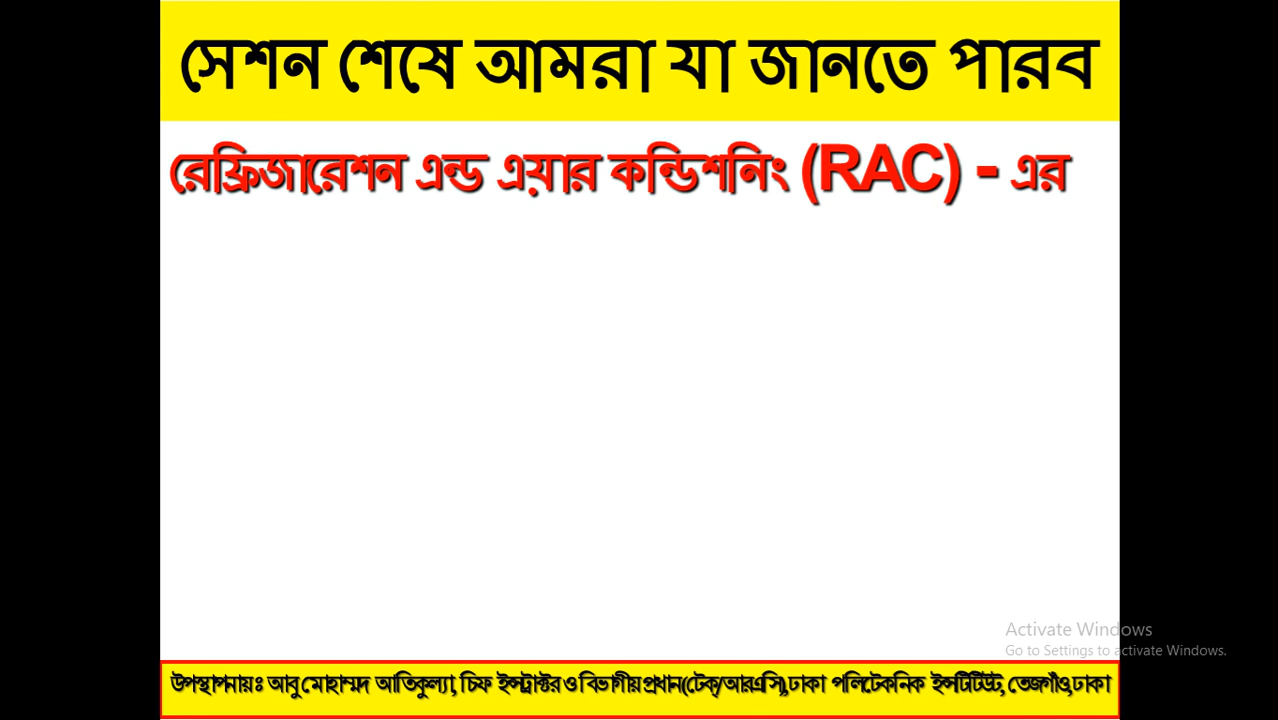 সেশন শেষে আমরা যা জানতে পারব
রেফ্রিজারেশন এন্ড এয়ার কন্ডিশনিং (RAC) - এর
Activate Windows
Go to Settings to activate Windows.
উপস্থাপনায়ঃ আবু মোহাম্মদ আতিকুল্যা, চিফ ইন্সট্রাক্টর ও বিভাগীয় প্রধান (টেক্/আরএসি), ঢাকা পলিটেকনিক ইন্সটিটিউট, তেজগাঁও, ঢাকা